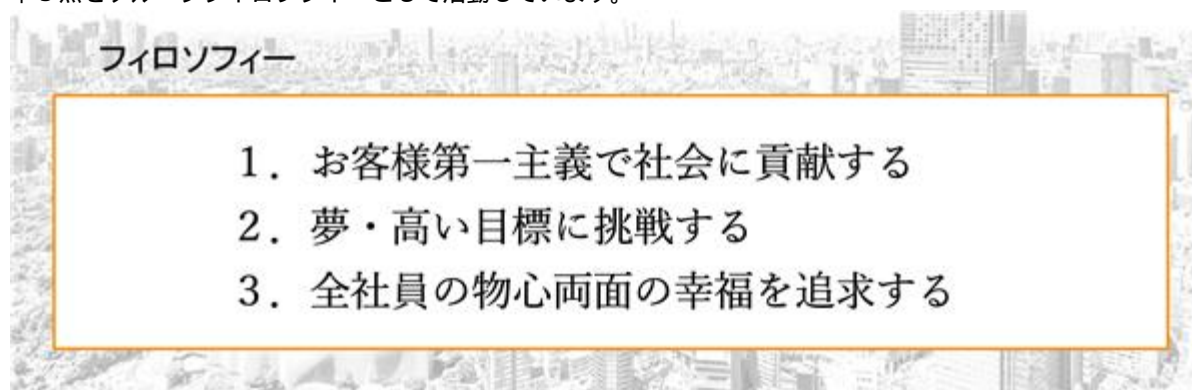 フィロソフィー
1．お客様第一主義で社会に貢献する
2．夢・高い目標に挑戦する
3．全社員の物心両面の幸福を追求する